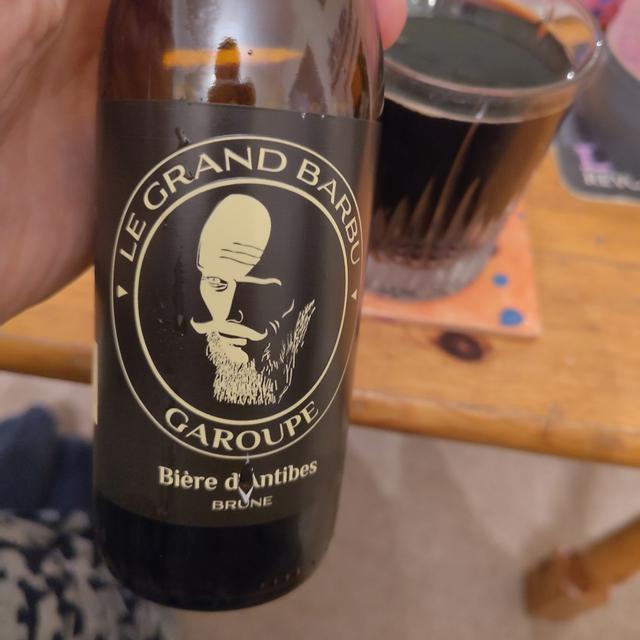 LE GRAND BARBU
GAROUPE
Bière d'Antibes
BRUNE